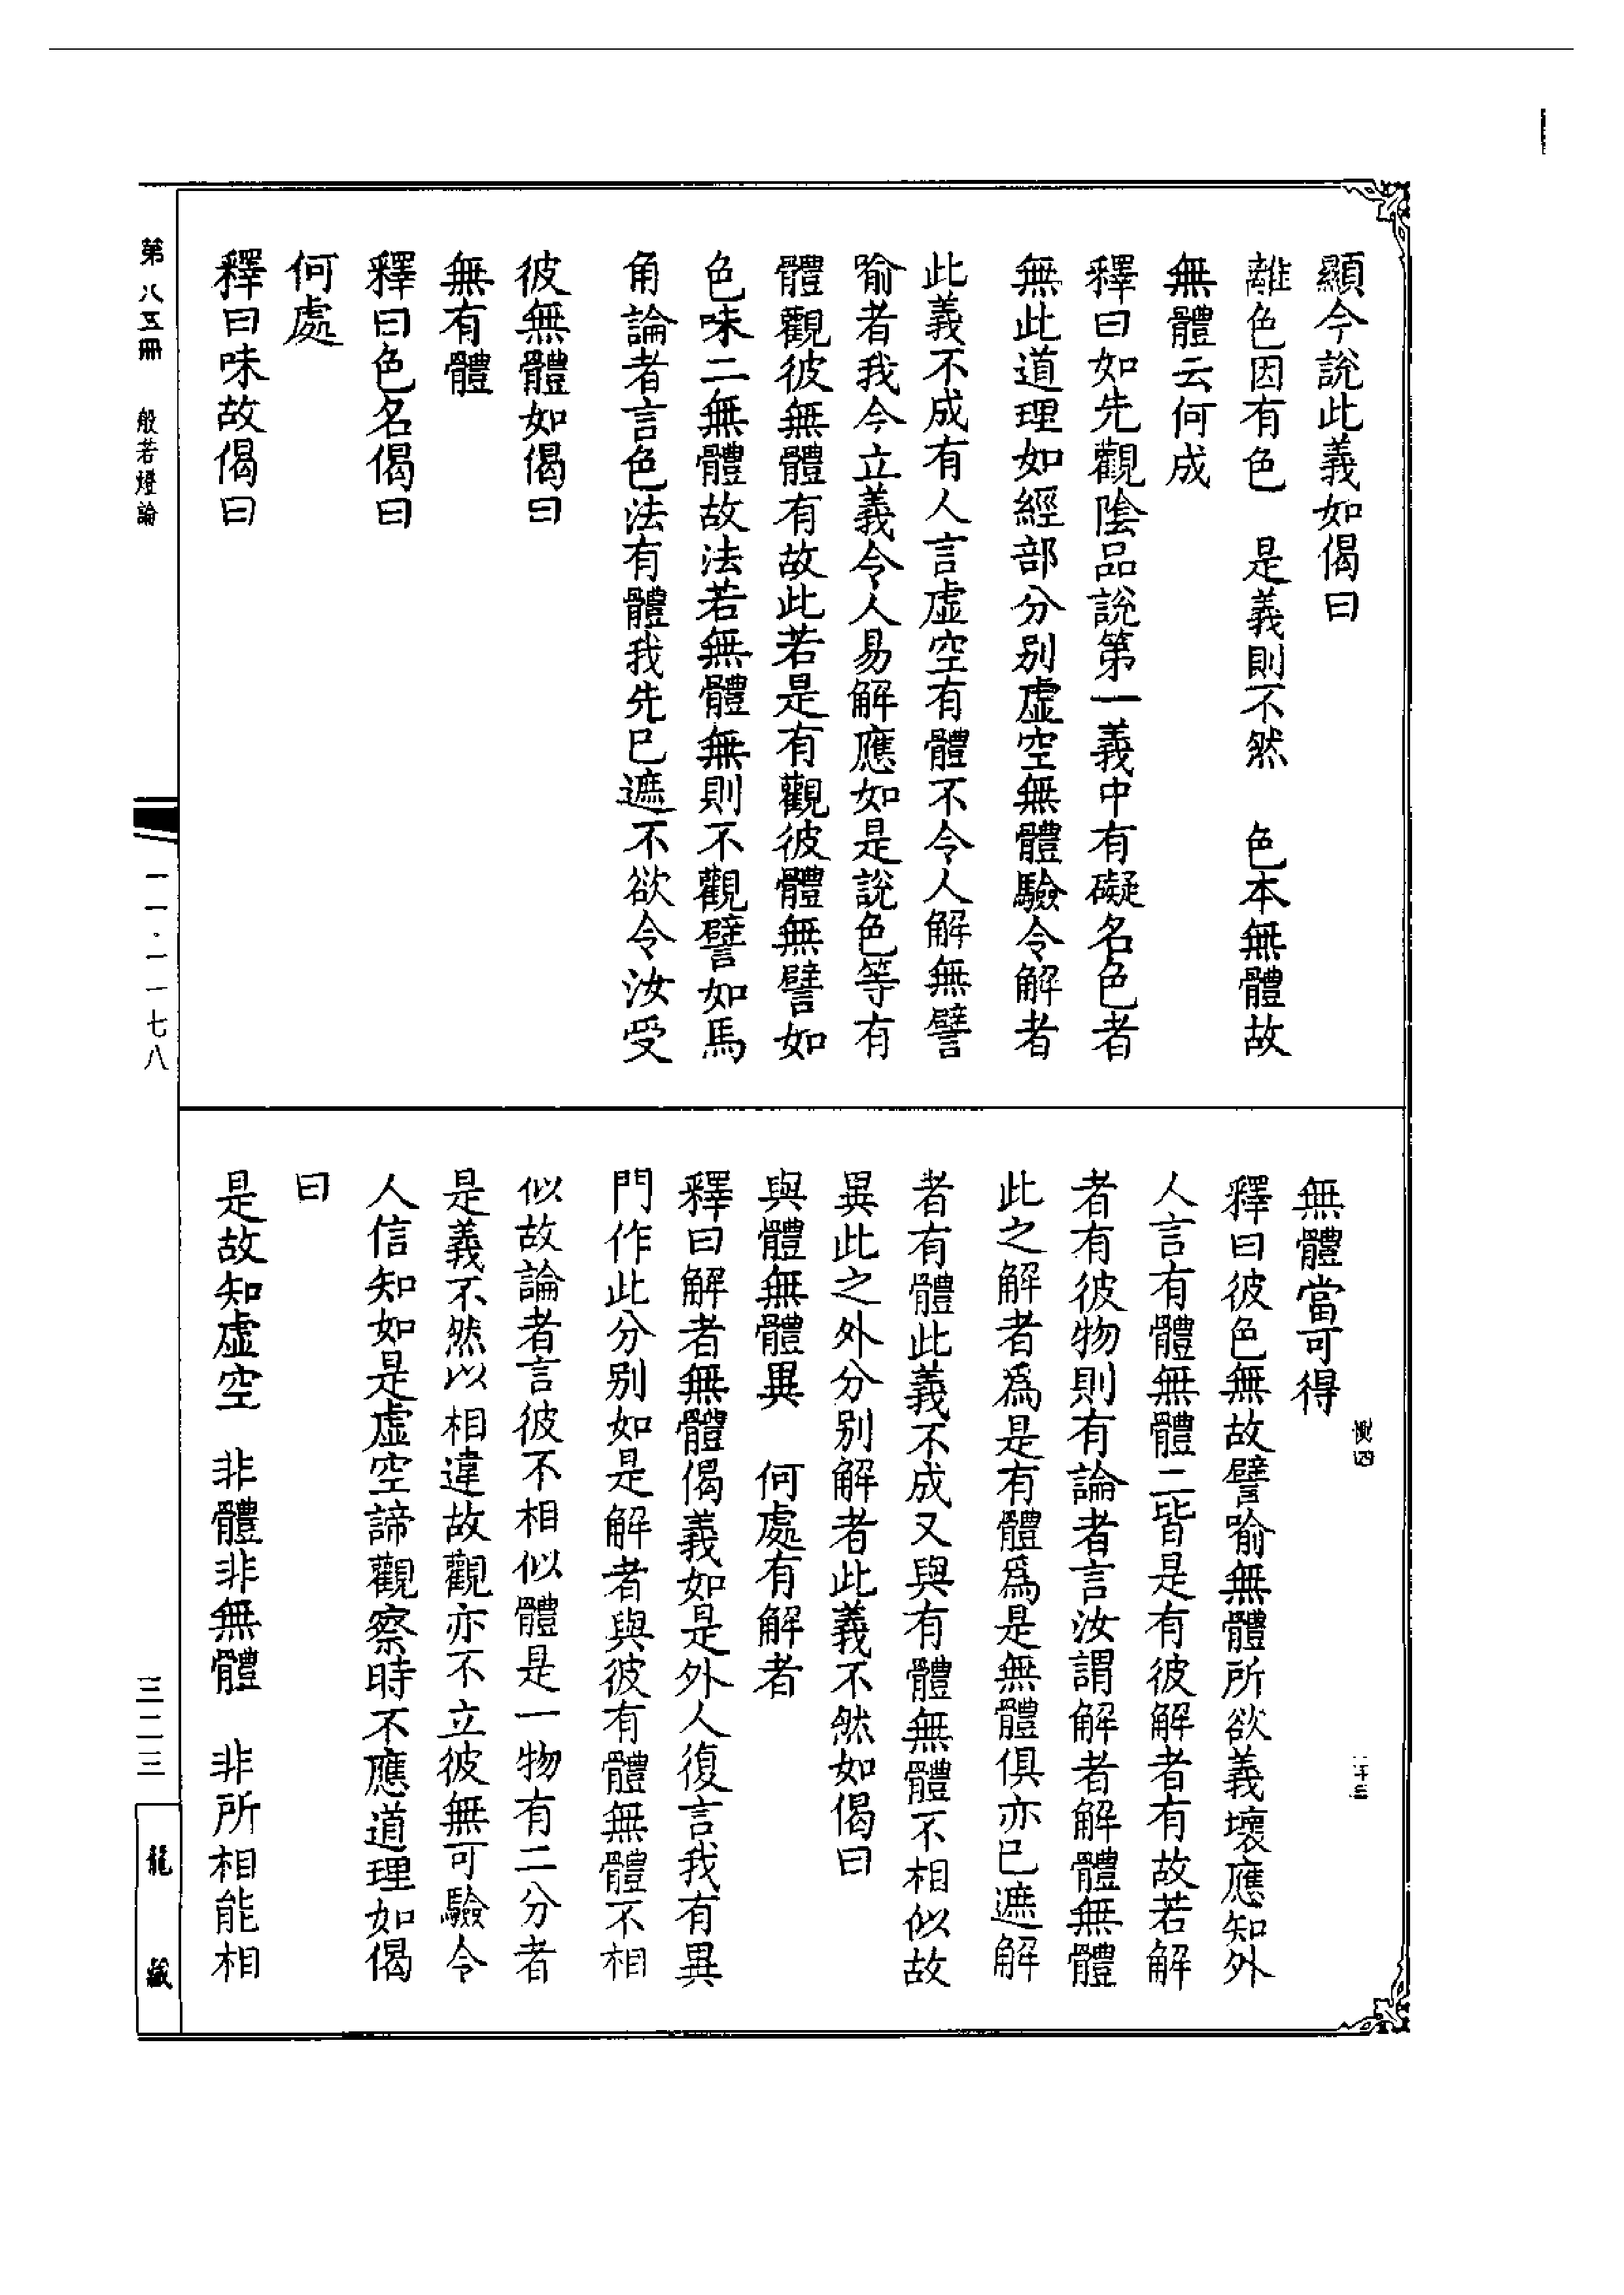 顯今說此義如偈曰
離色因有色　是義則不然　色本無體故
無體云何成
釋曰如先觀陰品說第一義中有礙名色者
無此道理如經部分別虛空無體驗令解者
此義不成有人言虛空有體不令人解無譬
喻者我今立義令人易解應如是說色等有
體觀彼無體有故此若是有觀彼體無譬如
色味二無體故法若無體無則不觀譬如馬
角論者言色法有體我先已遮不欲令汝受
彼無體如偈曰
無有體
釋曰色名偈曰
何處
釋曰味故偈曰
無體當可得
釋曰彼色無故譬喻無體所欲義壞應知外
人言有體無體二皆是有彼解者有故若解
者有彼物則有論者言汝謂解者解體無體
此之解者為是有體為是無體俱亦已遮解
者有體此義不成又與有體無體不相似故
異此之外分別解者此義不然如偈曰
與體無體異　何處有解者
釋曰解者無體偈義如是外人復言我有異
門作此分別如是解者與彼有體無體不相
似故論者言彼不相似體是一物有二分者
是義不然以相違故觀亦不立彼無可驗令
人信知如是虛空諦觀察時不應道理如偈
曰
是故知虛空　非體非無體　非所相能相
第八五冊　般若燈論
一一·一一七八
三二三
龍藏